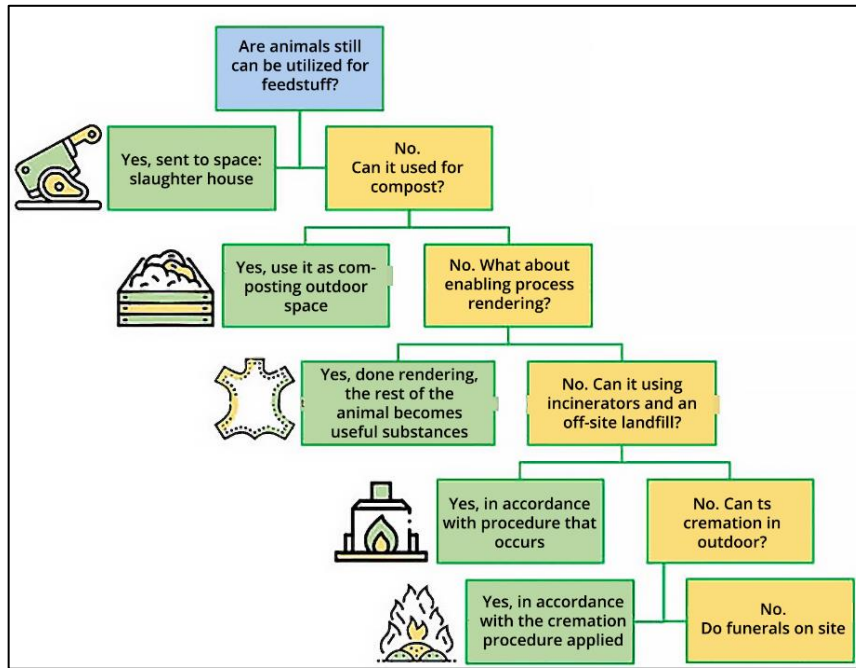 Are animals still
can be utilized for
feedstuff?
Yes, sent to space:
slaughter house
No.
Can it used for
compost?
Yes, use it as com-
posting outdoor
space
No. What about
enabling process
rendering?
Yes, done rendering,
the rest of the
animal becomes
useful substances
No. Can it using
incinerators and an
off-site landfill?
Yes, in accordance
with procedure that
occurs
No. Can ts
cremation in
outdoor?
Yes, in accordance
with the cremation
procedure applied
No.
Do funerals on site